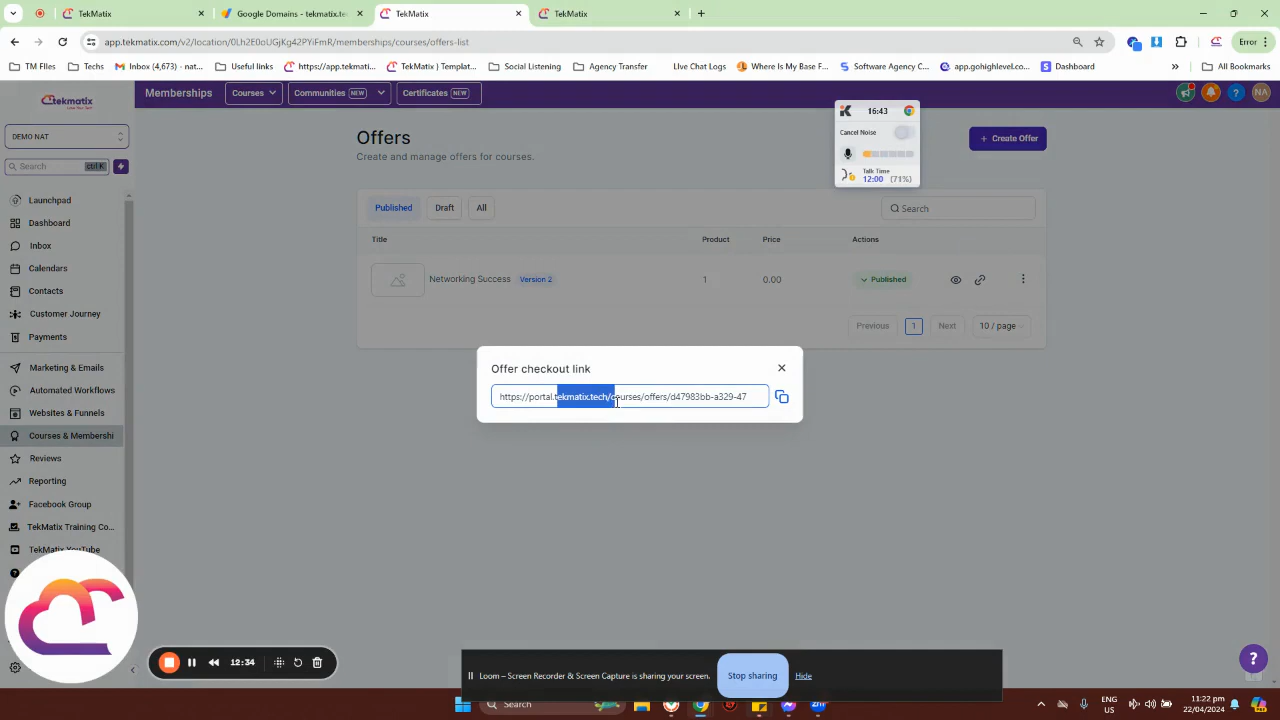 TekMatix
Google Domains - tekmatix.te
TekMatix
TekMatix
app.tekmatix.com/v2/location/0Lh2E0oUGjKg42PYiFmR/memberships/courses/offers-list
Error
TM Files
Techs
Inbox (4,673) - nat...
Useful links
https://app.tekmati...
TekMatix ) Templat...
Social Listening
Agency Transfer
Live Chat Logs
Where Is My Base F...
Software Agency C...
app.gohighlevel.co...
Dashboard
All Bookmarks
tekmatix
Memberships
Courses
Communities NEW
Certificates NEW
NA
DEMO NAT
Search
ctrl K
Launchpad
Dashboard
Inbox
Calendars
Contacts
Customer Journey
Payments
Marketing & Emails
Automated Workflows
Websites & Funnels
Courses & Membershi
Reviews
Reporting
Facebook Group
TekMatix Training Co...
TekMatix YouTube
Offers
Create and manage offers for courses.
16:43
Cancel Noise
Talk Time
12:00 (71%)
+ Create Offer
Published
Draft
All
Search
Title
Product
Price
Actions
Networking Success
Version 2
1
0.00
Published
Previous
1
Next
10 / page
Offer checkout link
https://portal.tekmatix.tech/courses/offers/d47983bb-a329-47
12:34
Loom – Screen Recorder & Screen Capture is sharing your screen.
Stop sharing
Hide
?
Search
ENG
US
11:22 pm
22/04/2024